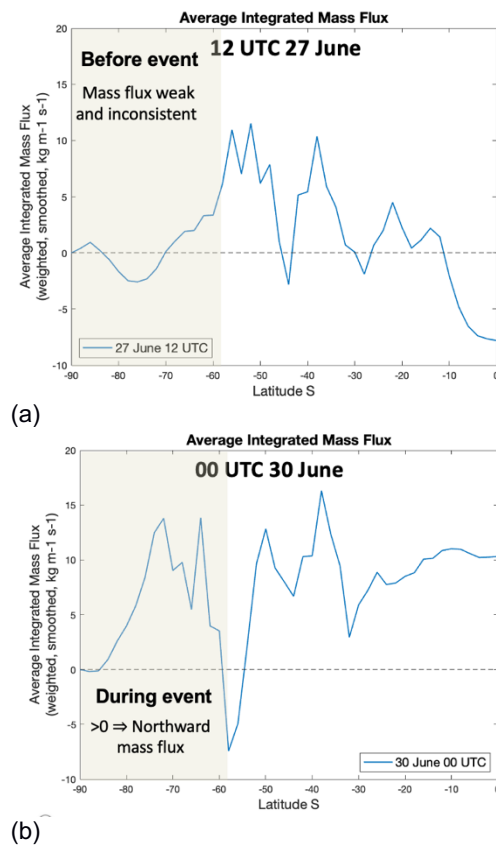 Average Integrated Mass Flux
12 UTC 27 June
Before event
Mass flux weak
and inconsistent
Average Integrated Mass Flux
(weighted, smoothed, kg m-1 s-1)
20
15
10
5
0
-5
-10
27 June 12 UTC
-90 -80 -70 -60 -50 -40 -30 -20 -10 0
Latitude S
(a)
Average Integrated Mass Flux
00 UTC 30 June
Average Integrated Mass Flux
(weighted, smoothed, kg m-1 s-1)
20
15
10
5
0
-5
-10
During event
>0 ⇒ Northward
mass flux
30 June 00 UTC
-90 -80 -70 -60 -50 -40 -30 -20 -10 0
Latitude S
(b)